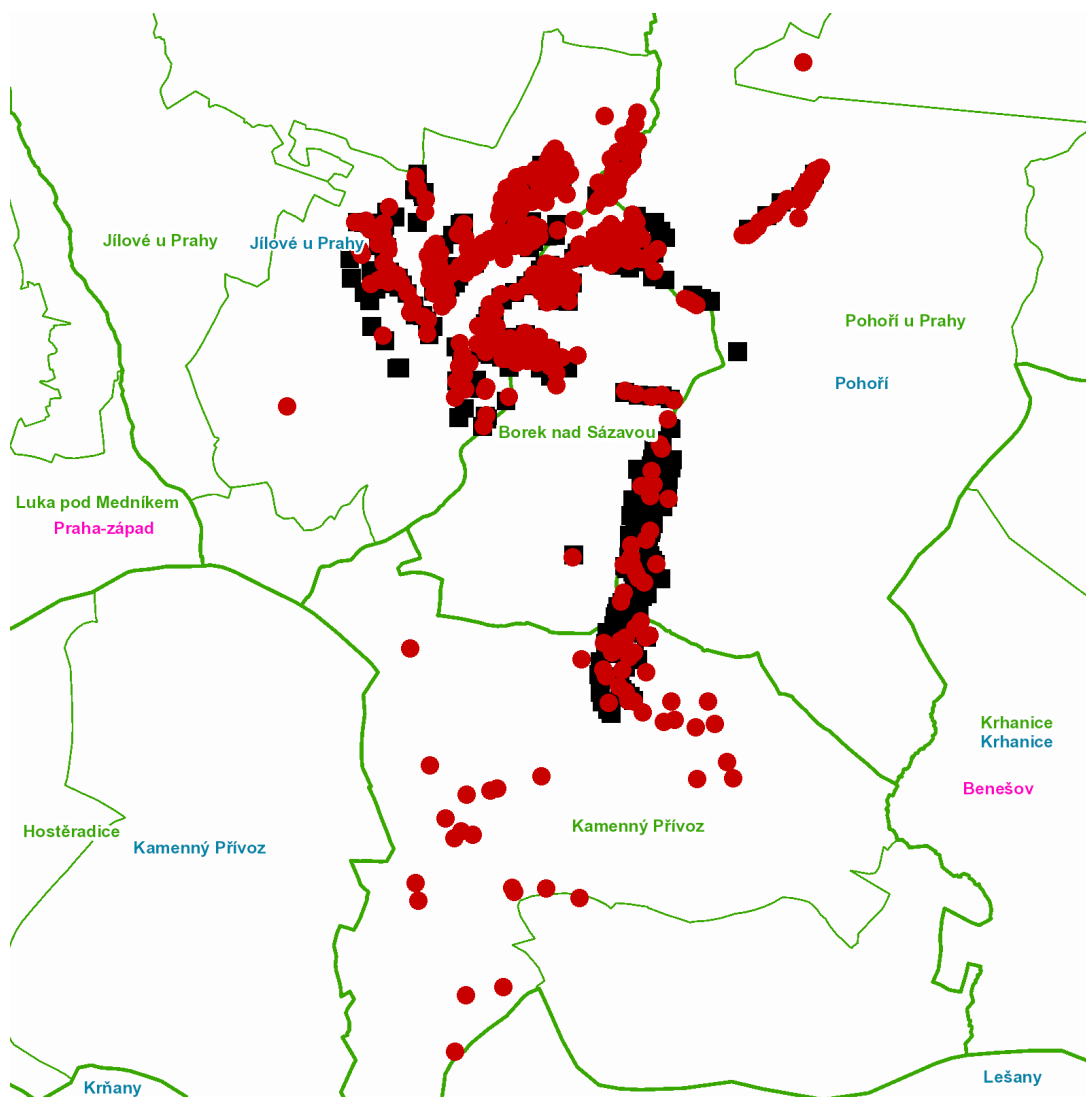 Jílové u Prahy
Jílové u Prahy
Pohoří u Prahy
Pohoří
Borek nad Sázavou
Luka pod Medníkem
Praha-západ
Krhanice
Krhanice
Benešov
Kamenný Přívoz
Hostěradice
Kamenný Přívoz
Lešany
Krňany